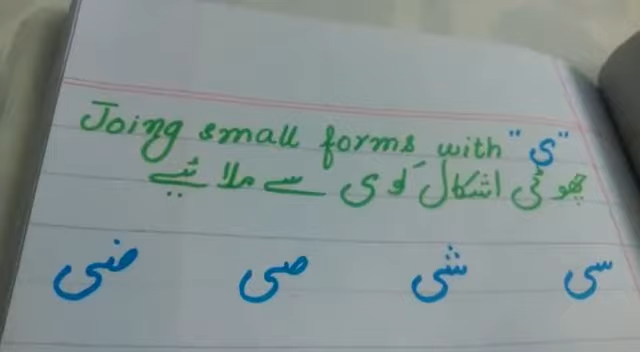 Joing small forms with "ی"
چھوٹی اشکال کو ی سے ملائیے
سی شی صی ضی